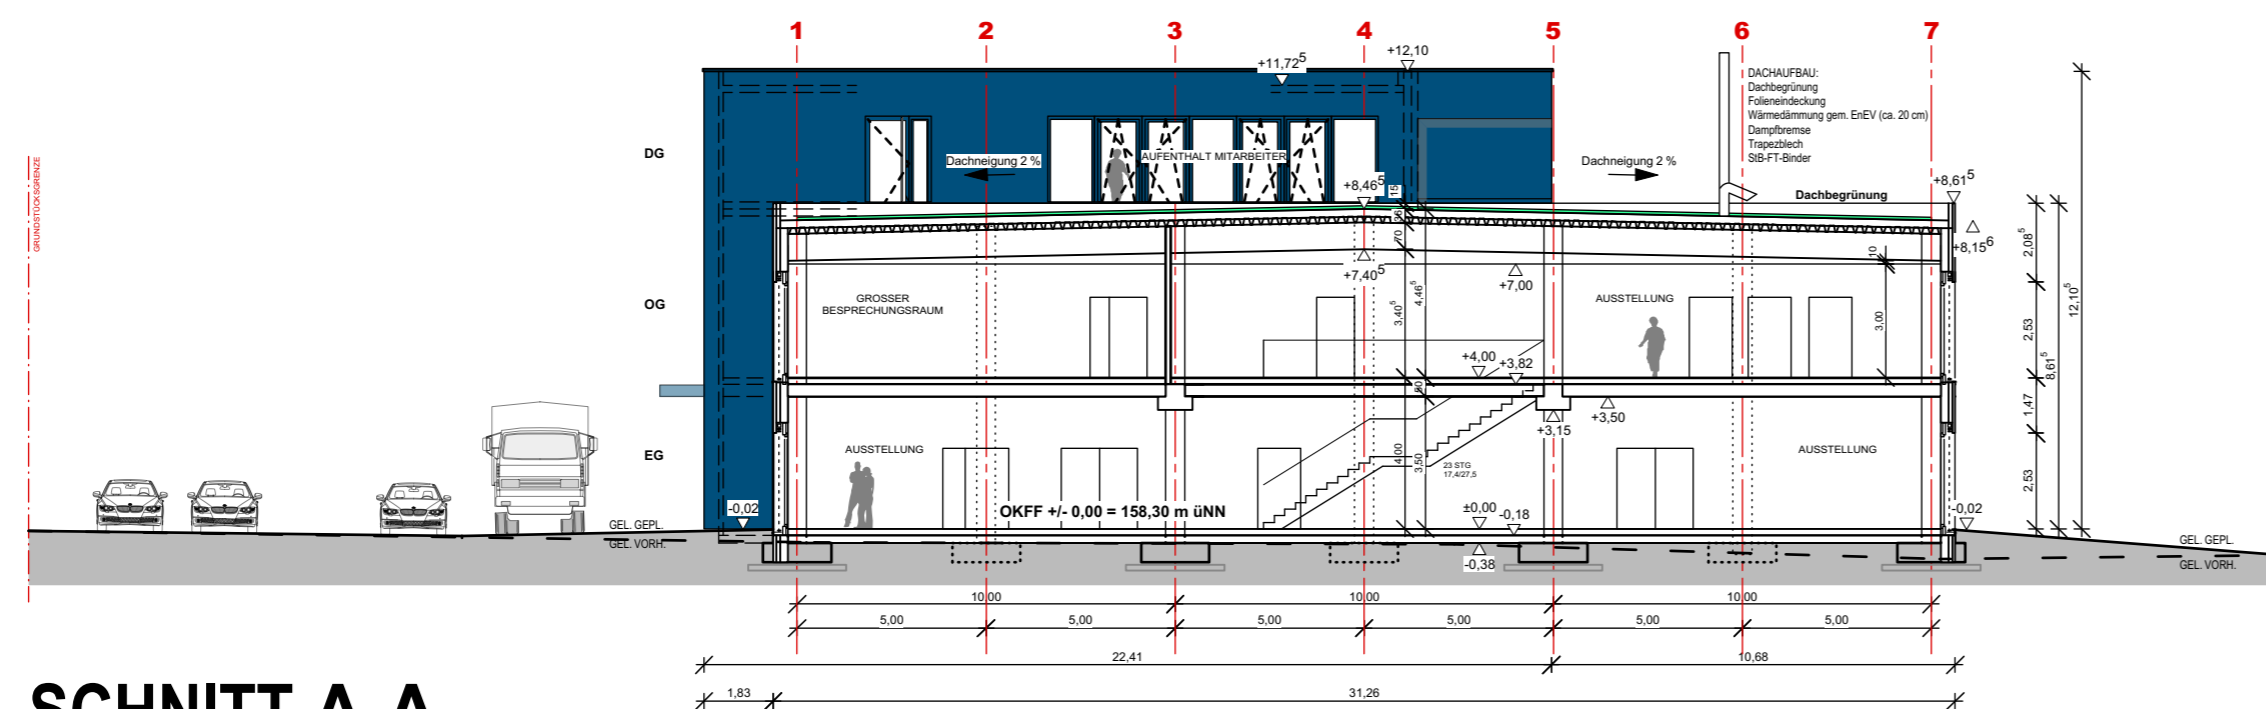 1 2 3 4 5 6 7
+12,10
+11,72⁵
DACHAUFBAU:
Dachbegrünung
Folieneindeckung
Wärmedämmung gem. EnEV (ca. 20 cm)
Dampfbremse
Trapezblech
StB-FT-Binder
GRUNDSTÜCKSGRENZE
DG
Dachneigung 2 %
AUFENTHALT MITARBEITER
Dachneigung 2 %
+8,46⁵
15
36
70
Dachbegrünung
+8,61⁵
+8,15⁶
2,08⁵
+7,40⁵
+7,00
10
OG
GROSSER
BESPRECHUNGSRAUM
AUSSTELLUNG
3,40⁵
4,46⁵
3,00
2,53
8,61⁵
12,10⁵
+4,00
+3,82
50
+3,50
+3,15
1,47
EG
AUSSTELLUNG
AUSSTELLUNG
4,00
3,50
23 STG
17,4/27,5
2,53
-0,02
OKFF +/- 0,00 = 158,30 m üNN
±0,00
-0,18
-0,02
-0,38
GEL. GEPL.
GEL. VORH.
GEL. GEPL.
GEL. VORH.
10,00 10,00 10,00
5,00 5,00 5,00 5,00 5,00 5,00
22,41 10,68
1,83 31,26
SCHNITT A-A